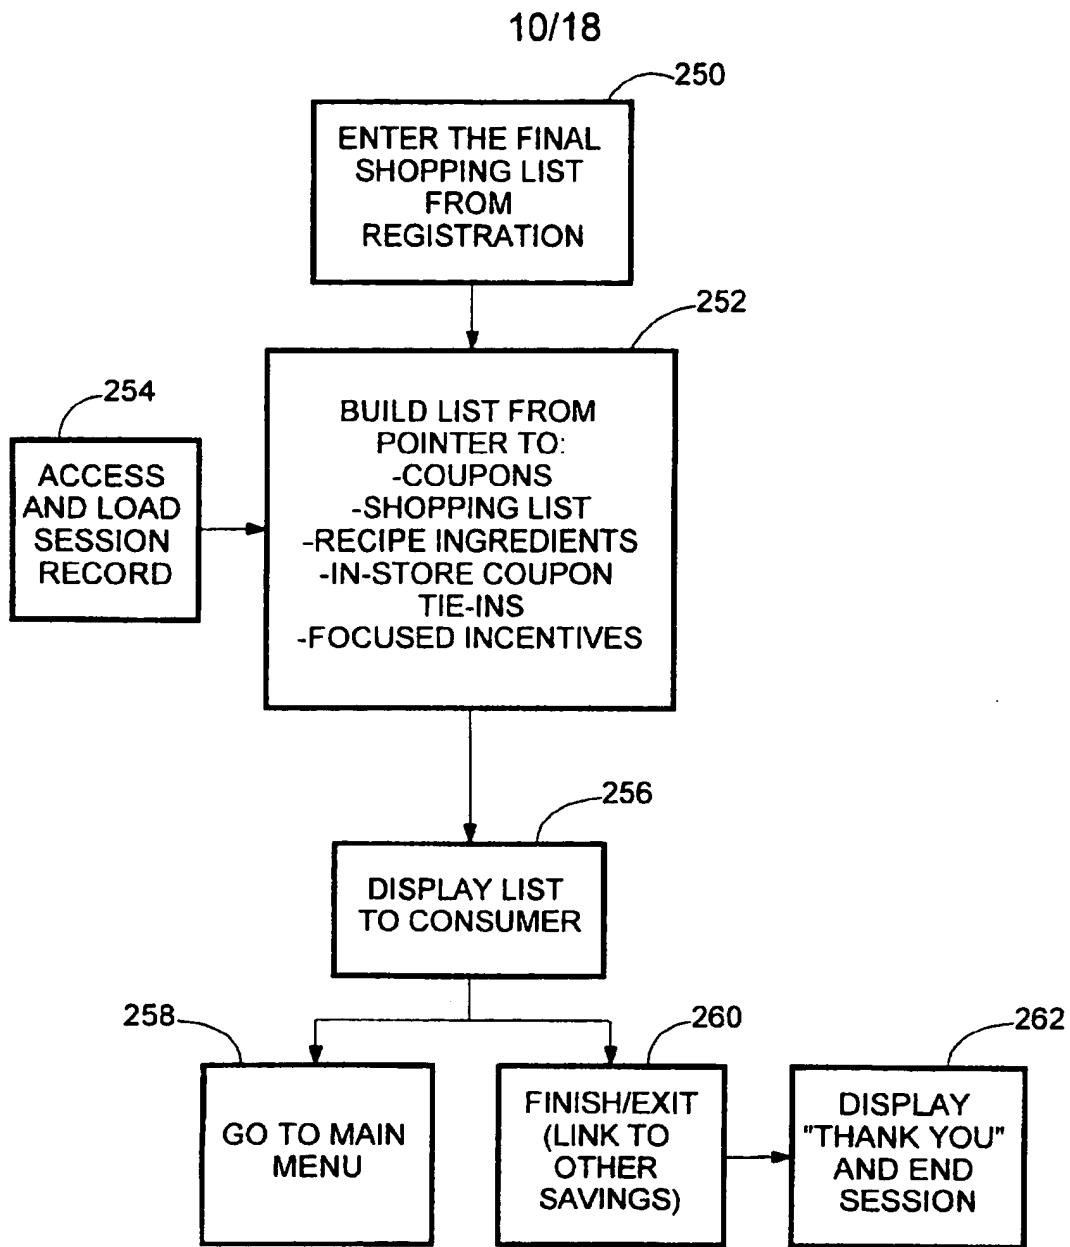 10/18
250
ENTER THE FINAL
SHOPPING LIST
FROM
REGISTRATION
252
BUILD LIST FROM
POINTER TO:
-COUPONS
-SHOPPING LIST
-RECIPE INGREDIENTS
-IN-STORE COUPON
TIE-INS
-FOCUSED INCENTIVES
254
ACCESS
AND LOAD
SESSION
RECORD
256
DISPLAY LIST
TO CONSUMER
258
GO TO MAIN
MENU
260
FINISH/EXIT
(LINK TO
OTHER
SAVINGS)
262
DISPLAY
"THANK YOU"
AND END
SESSION